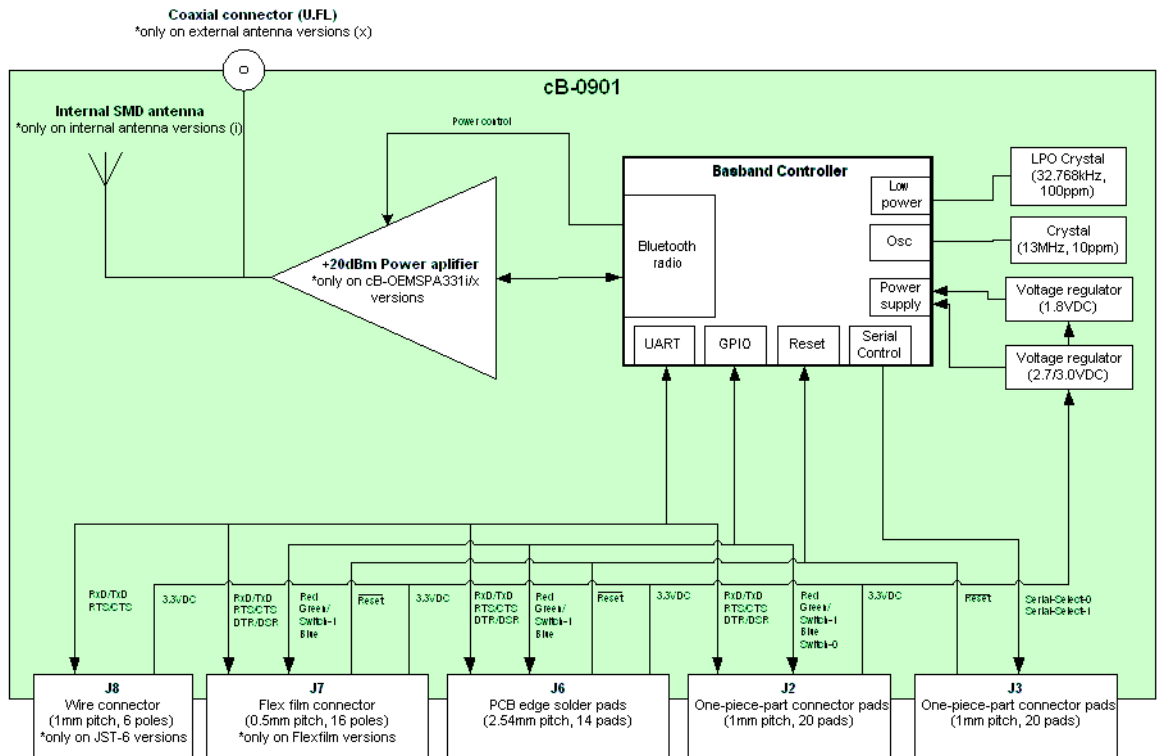 Coaxial connector (U.FL)
*only on external antenna versions (x)
cB-0901
Internal SMD antenna
*only on internal antenna versions (i)
Power control
Basband Controller
LPO Crystal
(32.768kHz,
100ppm)
Low
power
Bluetooth
radio
Osc
Crystal
(13MHz, 10ppm)
+20dBm Power aplifier
*only on cB-OEMSPA331i/x
versions
Power
supply
Voltage regulator
(1.8VDC)
UART
GPIO
Reset
Serial
Control
Voltage regulator
(2.7/3.0VDC)
RxD/TxD
RTS/CTS
3.3VDC
RxD/TxD
RTS/CTS
DTR/DSR
Red
Green/
Switch-1
Blue
Reset
3.3VDC
RxD/TxD
RTS/CTS
DTR/DSR
Red
Green/
Switch-1
Blue
Reset
3.3VDC
RxD/TxD
RTS/CTS
DTR/DSR
Red
Green/
Switch-1
Blue
Switch-0
3.3VDC
Reset
Serial-Select-0
Serial-Select-1
J8
Wire connector
(1mm pitch, 6 poles)
*only on JST-6 versions
J7
Flex film connector
(0.5mm pitch, 16 poles)
*only on Flexfilm versions
J6
PCB edge solder pads
(2.54mm pitch, 14 pads)
J2
One-piece-part connector pads
(1mm pitch, 20 pads)
J3
One-piece-part connector pads
(1mm pitch, 20 pads)